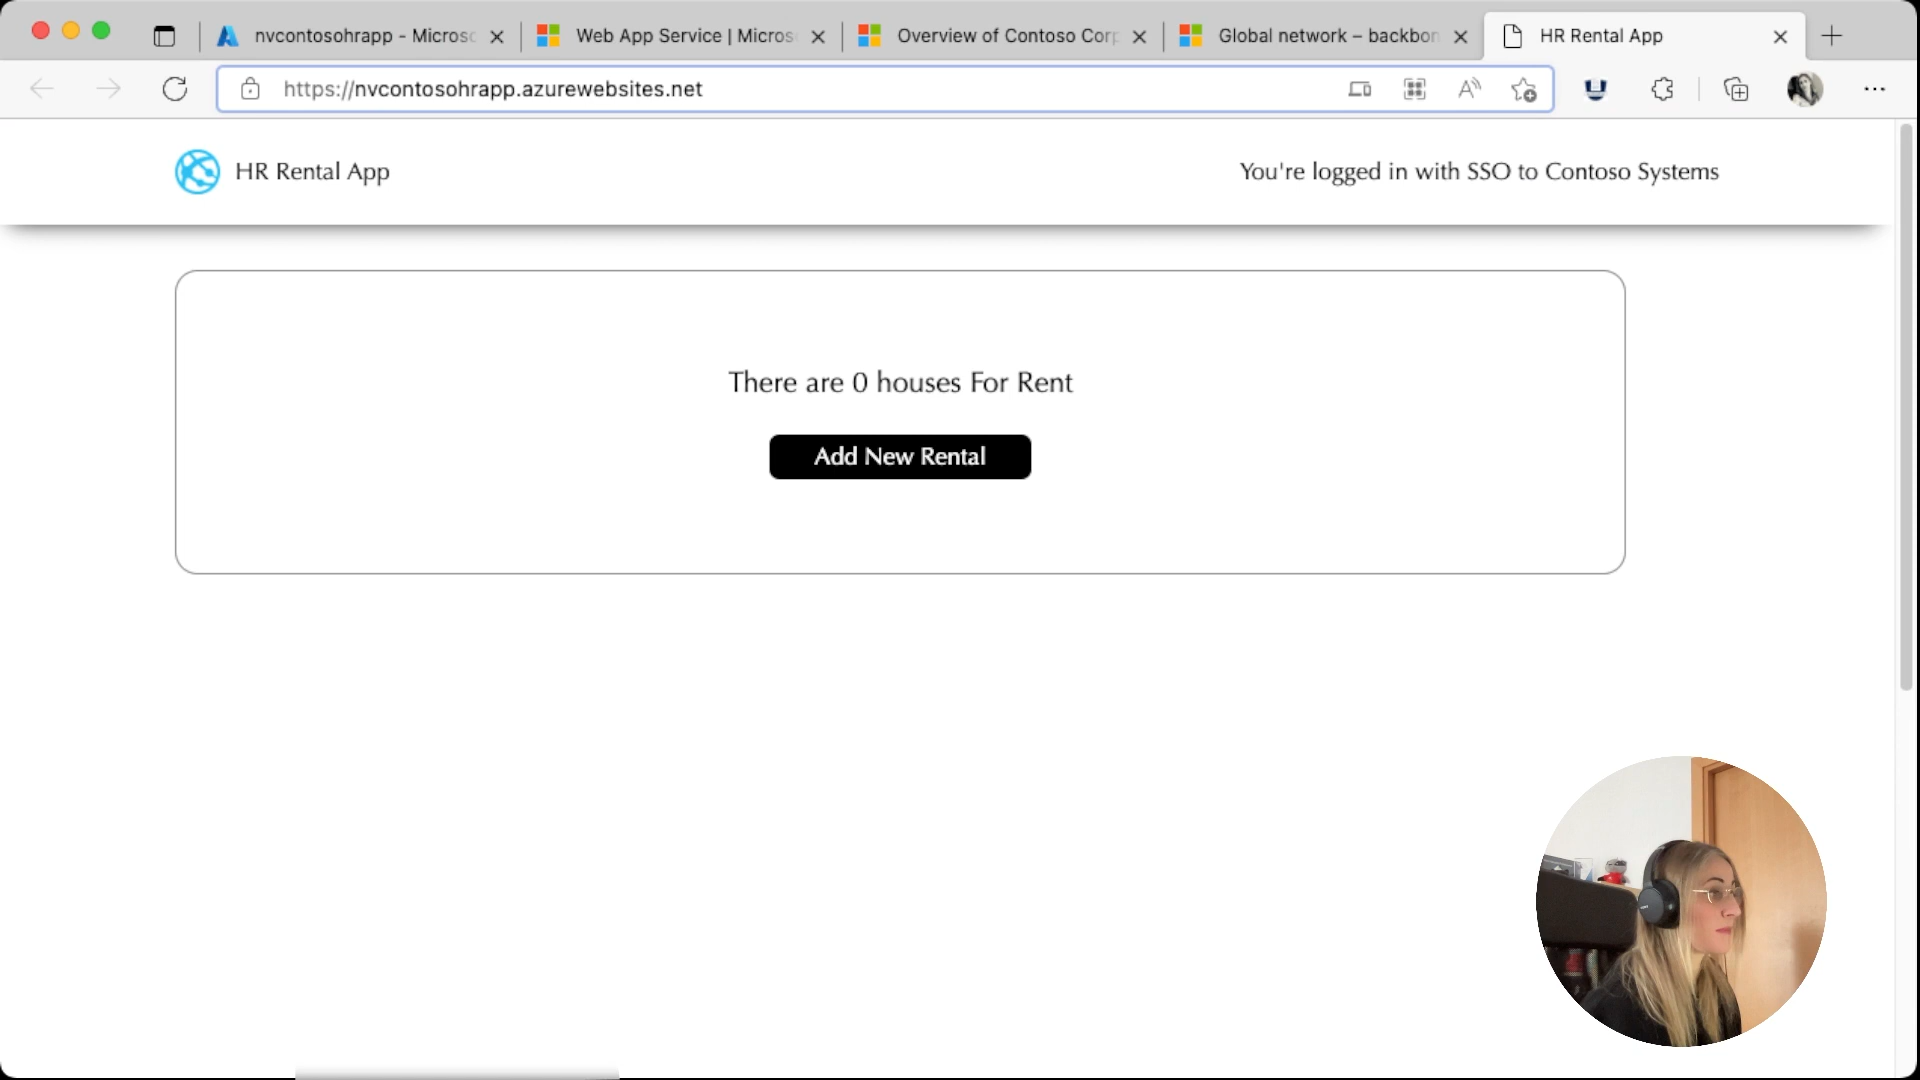 nvcontosohrapp - Microsc
Web App Service | Micros
Overview of Contoso Corp
Global network – backbon
HR Rental App
https://nvcontosohrapp.azurewebsites.net
HR Rental App
You're logged in with SSO to Contoso Systems
There are 0 houses For Rent
Add New Rental